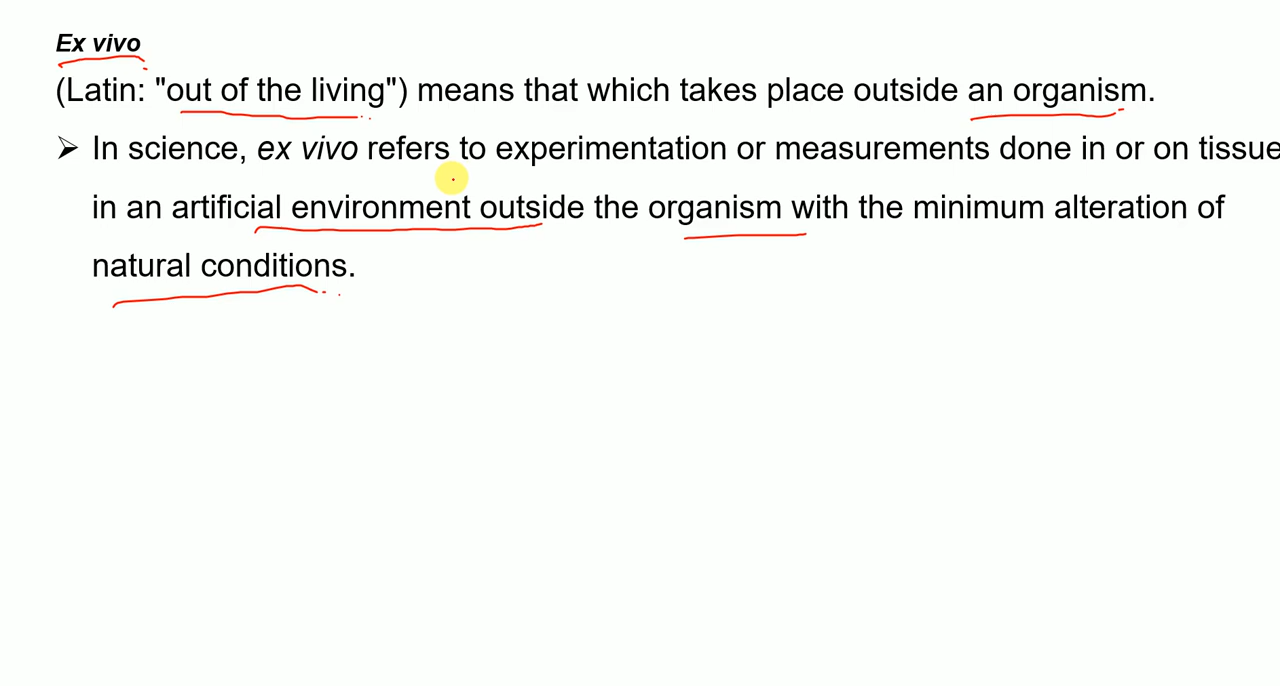 Ex vivo
(Latin: "out of the living") means that which takes place outside an organism.
➢ In science, ex vivo refers to experimentation or measurements done in or on tissue
in an artificial environment outside the organism with the minimum alteration of
natural conditions.